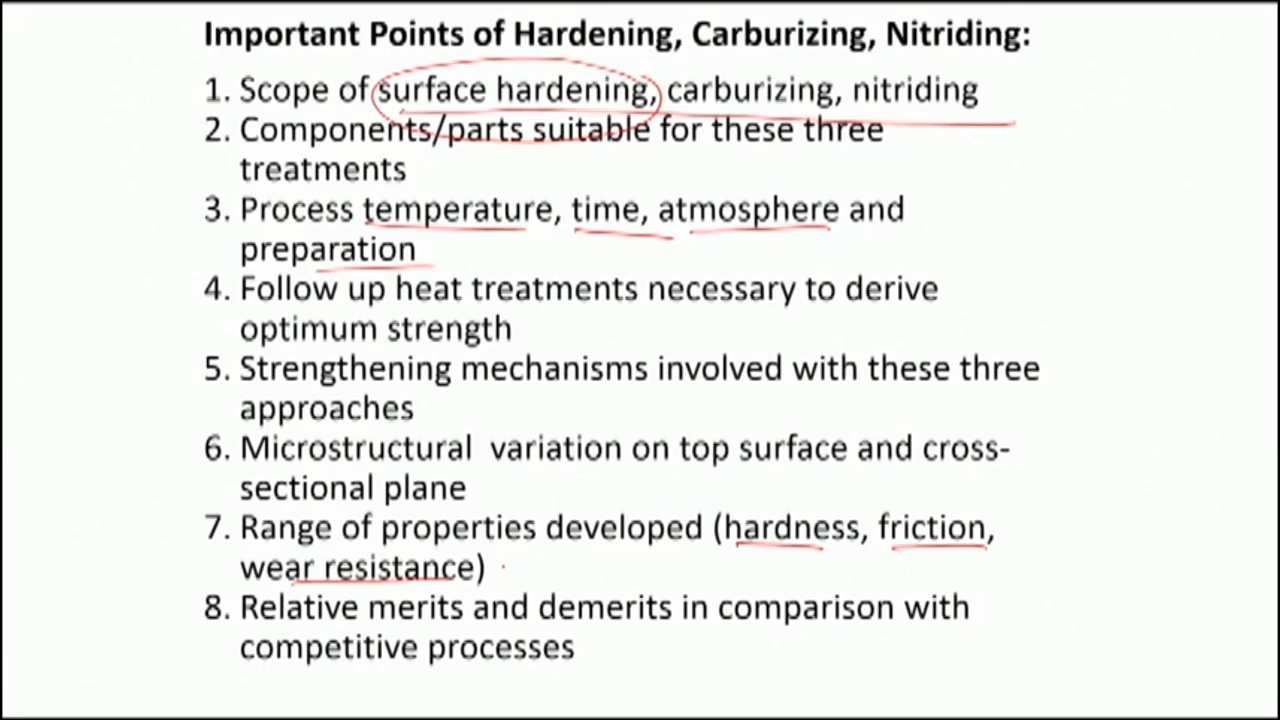 Important Points of Hardening, Carburizing, Nitriding:
1. Scope of surface hardening, carburizing, nitriding
2. Components/parts suitable for these three
treatments
3. Process temperature, time, atmosphere and
preparation
4. Follow up heat treatments necessary to derive
optimum strength
5. Strengthening mechanisms involved with these three
approaches
6. Microstructural  variation on top surface and cross-
sectional plane
7. Range of properties developed (hardness, friction,
wear resistance)
8. Relative merits and demerits in comparison with
competitive processes